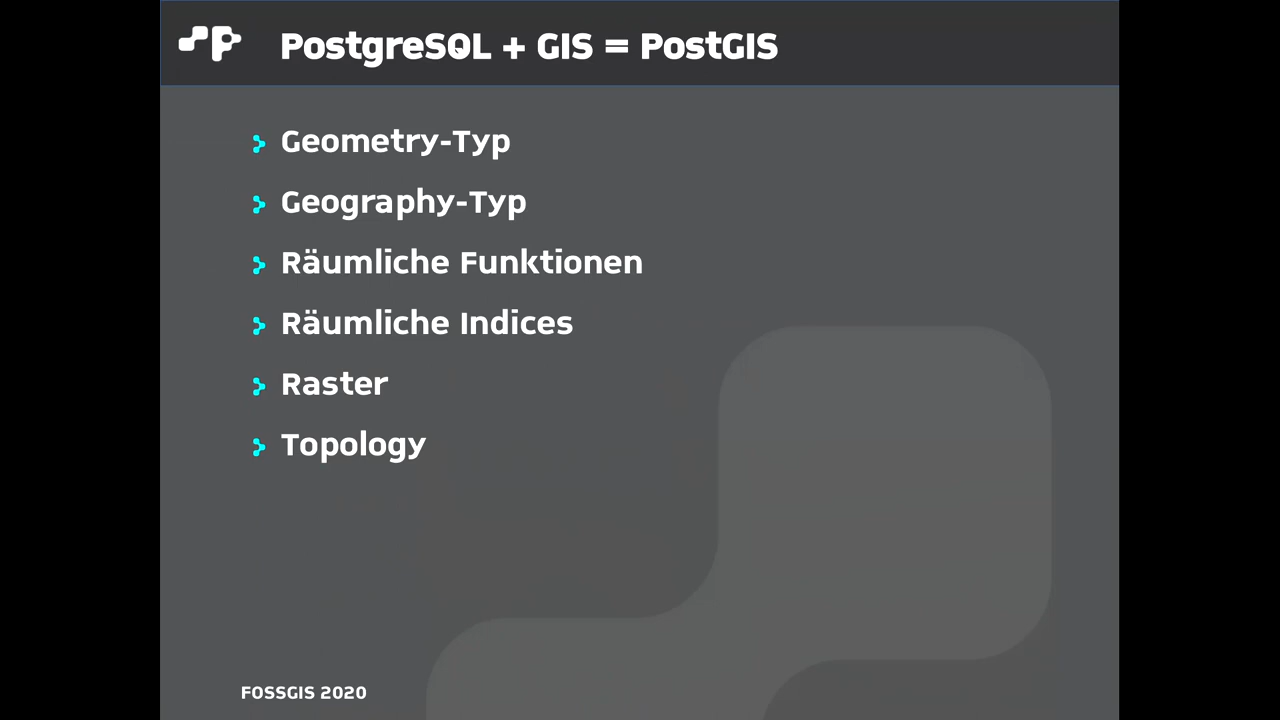 PostgreSQL + GIS = PostGIS
Geometry-Typ
Geography-Typ
Räumliche Funktionen
Räumliche Indices
Raster
Topology
FOSSGIS 2020